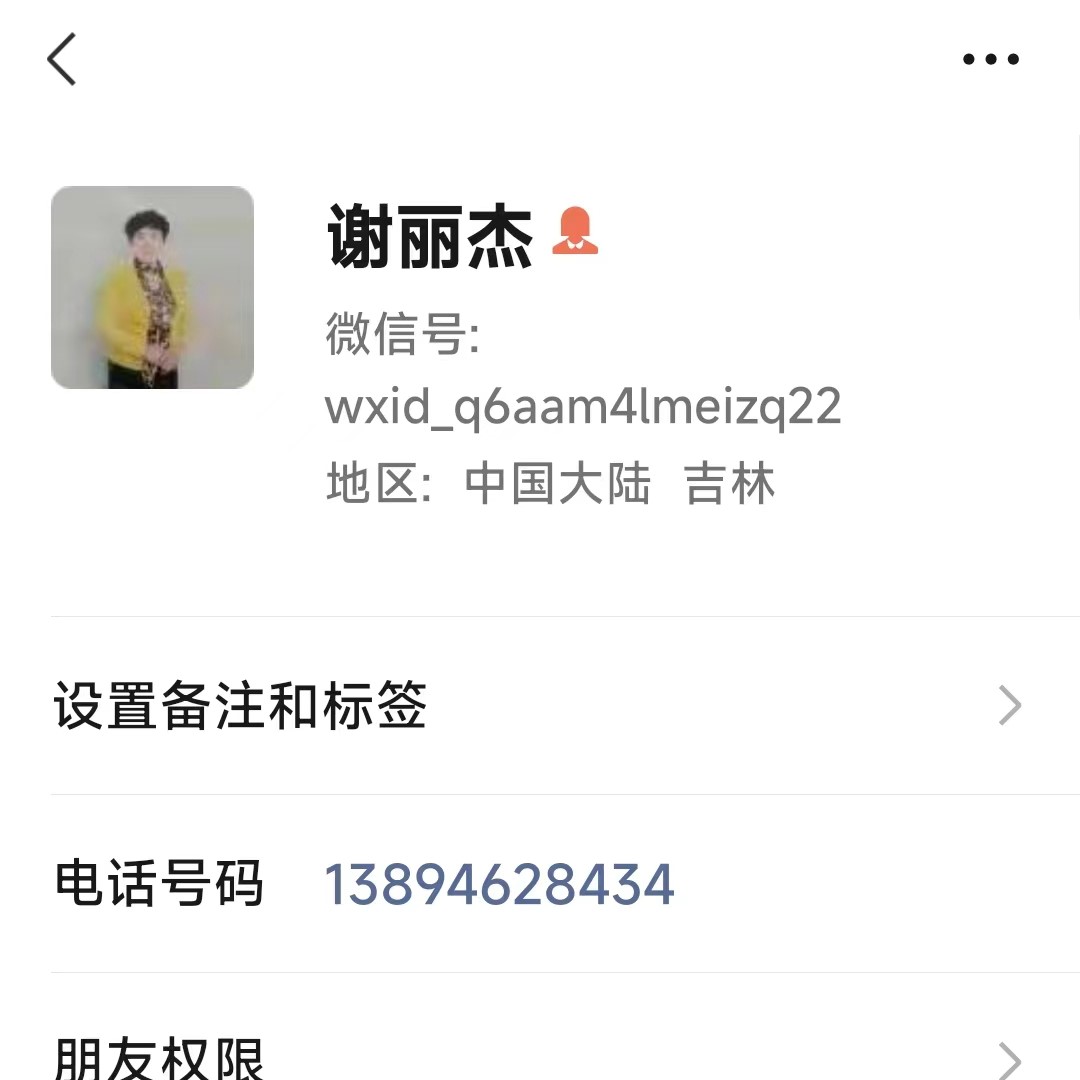 谢丽杰
微信号:
wxid_q6aam4lmeizq22
地区: 中国大陆 吉林
设置备注和标签
电话号码 13894628434
朋友权限